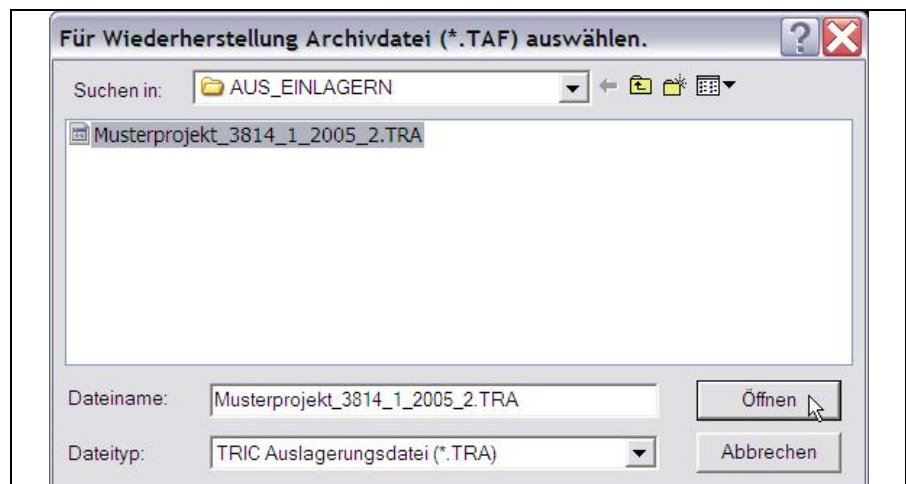 Für Wiederherstellung Archivdatei (*.TAF) auswählen.
Suchen in: AUS_EINLAGERN
Musterprojekt_3814_1_2005_2.TRA
Dateiname: Musterprojekt_3814_1_2005_2.TRA Öffnen
Dateityp: TRIC Auslagerungsdatei (*.TRA) Abbrechen